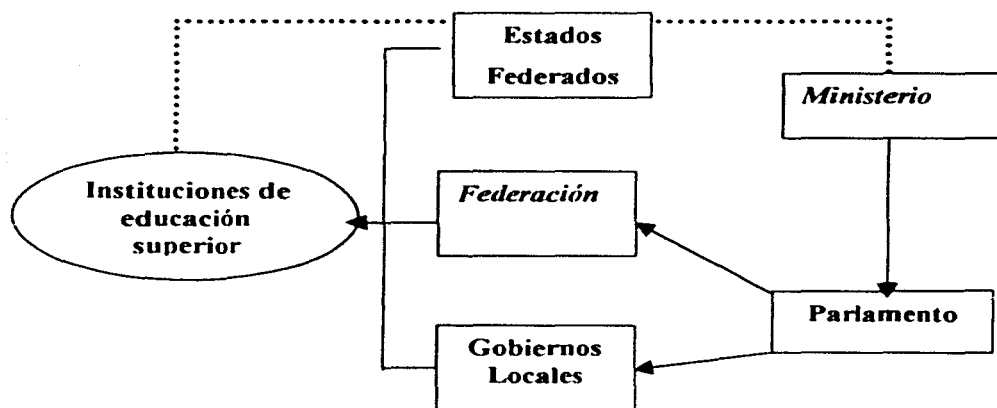 Estados
Federados
Ministerio
Instituciones de
educación
superior
Federación
Parlamento
Gobiernos
Locales